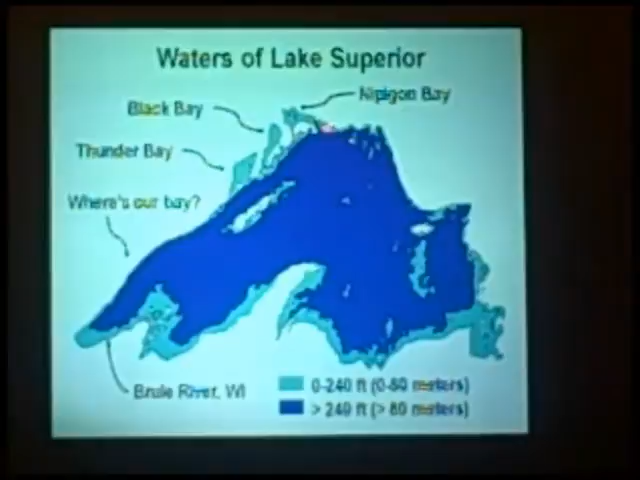 Waters of Lake Superior
Nipigon Bay
Black Bay
Thunder Bay
Where's our bay?
Brule River, WI
0-240 ft (0-80 meters)
> 240 ft (> 80 meters)